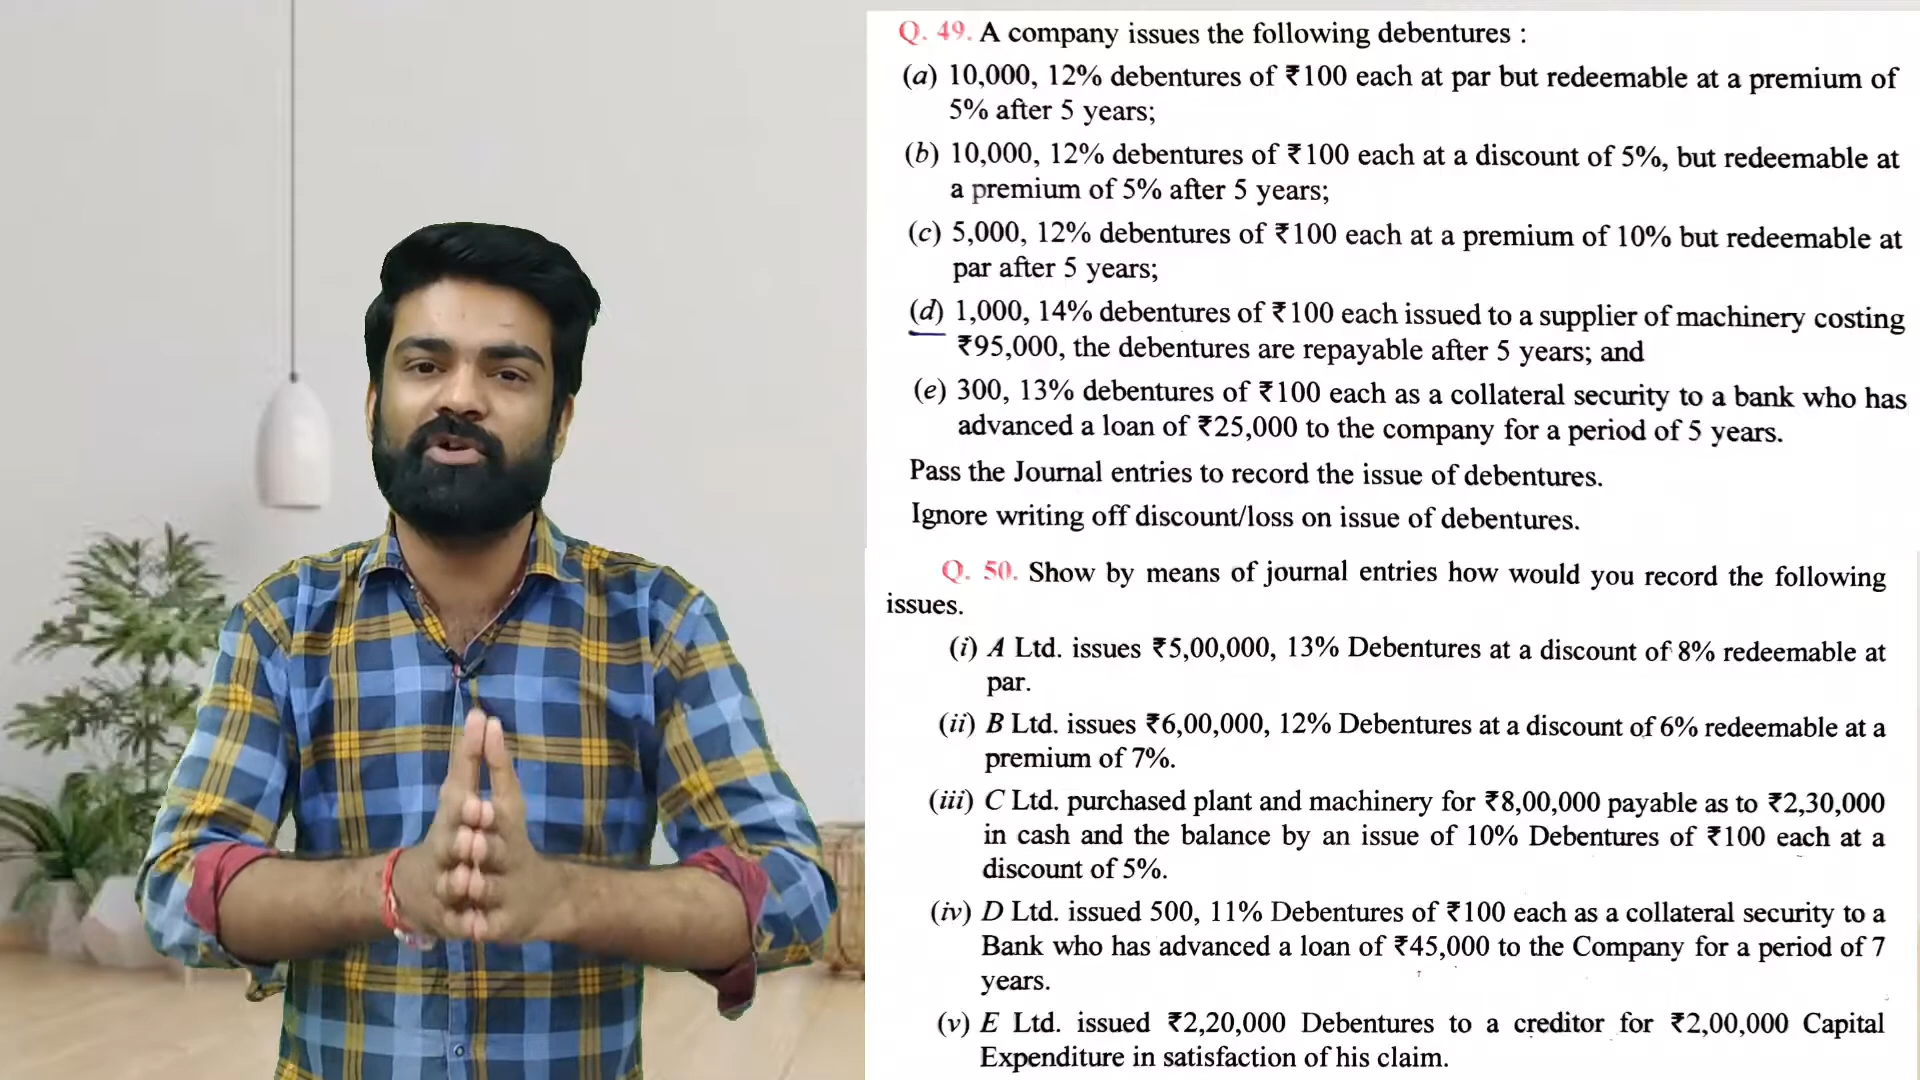 Q. 49. A company issues the following debentures :
(a) 10,000, 12% debentures of ₹100 each at par but redeemable at a premium of
5% after 5 years;
(b) 10,000, 12% debentures of ₹100 each at a discount of 5%, but redeemable at
a premium of 5% after 5 years;
(c) 5,000, 12% debentures of ₹100 each at a premium of 10% but redeemable at
par after 5 years;
(d) 1,000, 14% debentures of ₹100 each issued to a supplier of machinery costing
₹95,000, the debentures are repayable after 5 years; and
(e) 300, 13% debentures of ₹100 each as a collateral security to a bank who has
advanced a loan of ₹25,000 to the company for a period of 5 years.
Pass the Journal entries to record the issue of debentures.
Ignore writing off discount/loss on issue of debentures.
Q. 50. Show by means of journal entries how would you record the following
issues.
(i) A Ltd. issues ₹5,00,000, 13% Debentures at a discount of 8% redeemable at
par.
(ii) B Ltd. issues ₹6,00,000, 12% Debentures at a discount of 6% redeemable at a
premium of 7%.
(iii) C Ltd. purchased plant and machinery for ₹8,00,000 payable as to ₹2,30,000
in cash and the balance by an issue of 10% Debentures of ₹100 each at a
discount of 5%.
(iv) D Ltd. issued 500, 11% Debentures of ₹100 each as a collateral security to a
Bank who has advanced a loan of ₹45,000 to the Company for a period of 7
years.
(v) E Ltd. issued ₹2,20,000 Debentures to a creditor for ₹2,00,000 Capital
Expenditure in satisfaction of his claim.